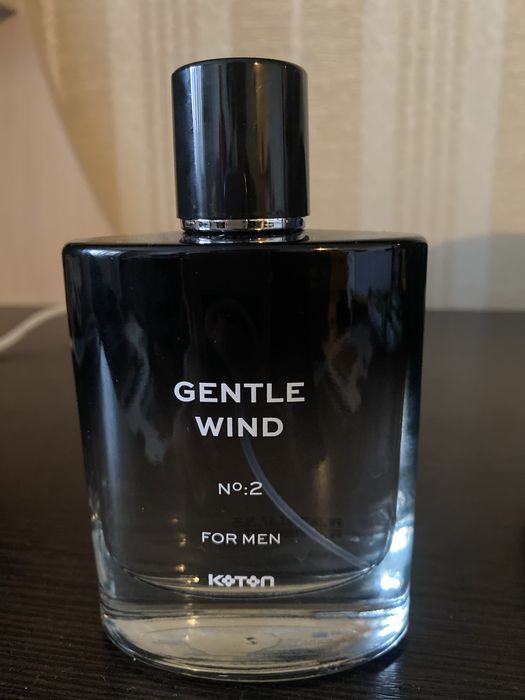 GENTLE
WIND
Nº:2
FOR MEN
KOTON